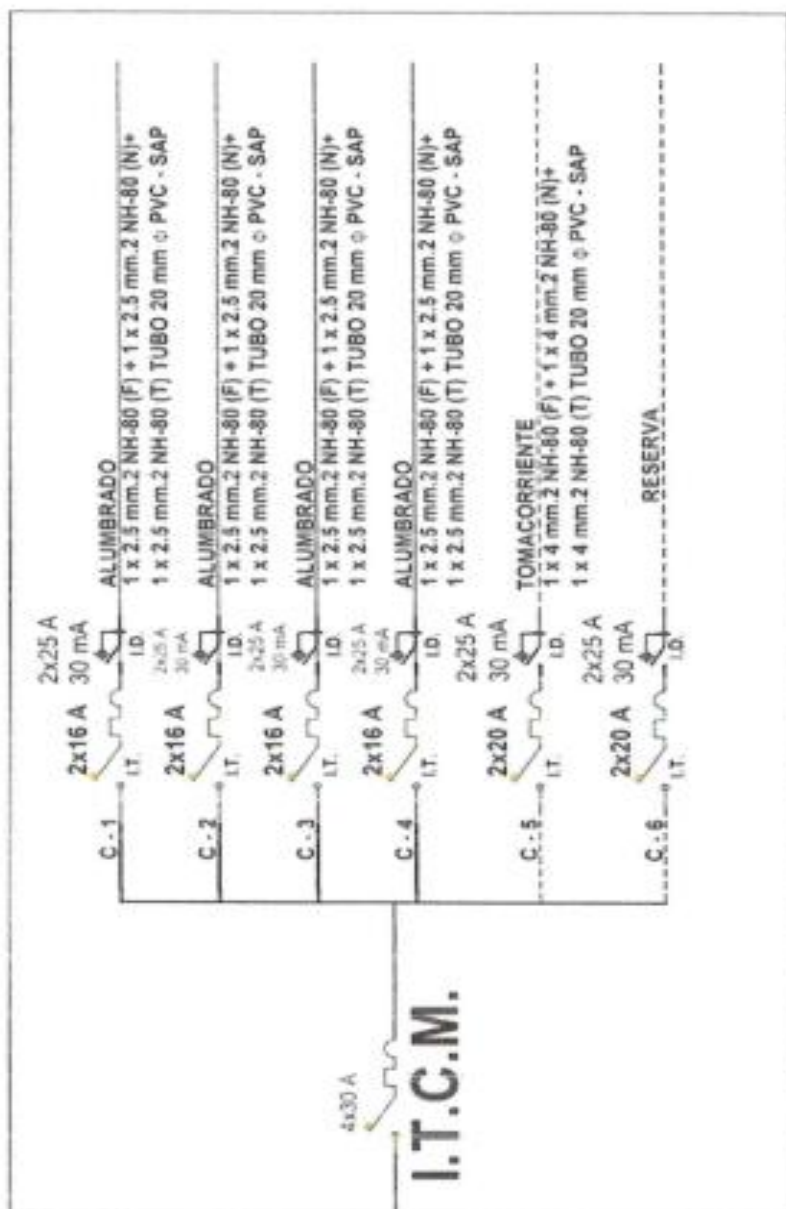 4x30 A
I.T.C.M.
C - 1
2x16 A
I.T.
2x25 A
30 mA
I.D.
ALUMBRADO
1 x 2.5 mm.2 NH-80 (F) + 1 x 2.5 mm.2 NH-80 (N)+
1 x 2.5 mm.2 NH-80 (T) TUBO 20 mm ϕ PVC - SAP
C - 2
2x16 A
I.T.
2x25 A
30 mA
I.D.
ALUMBRADO
1 x 2.5 mm.2 NH-80 (F) + 1 x 2.5 mm.2 NH-80 (N)+
1 x 2.5 mm.2 NH-80 (T) TUBO 20 mm ϕ PVC - SAP
C - 3
2x16 A
I.T.
2x25 A
30 mA
I.D.
ALUMBRADO
1 x 2.5 mm.2 NH-80 (F) + 1 x 2.5 mm.2 NH-80 (N)+
1 x 2.5 mm.2 NH-80 (T) TUBO 20 mm ϕ PVC - SAP
C - 4
2x16 A
I.T.
2x25 A
30 mA
I.D.
ALUMBRADO
1 x 2.5 mm.2 NH-80 (F) + 1 x 2.5 mm.2 NH-80 (N)+
1 x 2.5 mm.2 NH-80 (T) TUBO 20 mm ϕ PVC - SAP
C - 5
2x20 A
I.T.
2x25 A
30 mA
I.D.
TOMACORRIENTE
1 x 4 mm.2 NH-80 (F) + 1 x 4 mm.2 NH-80 (N)+
1 x 4 mm.2 NH-80 (T) TUBO 20 mm ϕ PVC - SAP
C - 6
2x20 A
I.T.
2x25 A
30 mA
I.D.
RESERVA